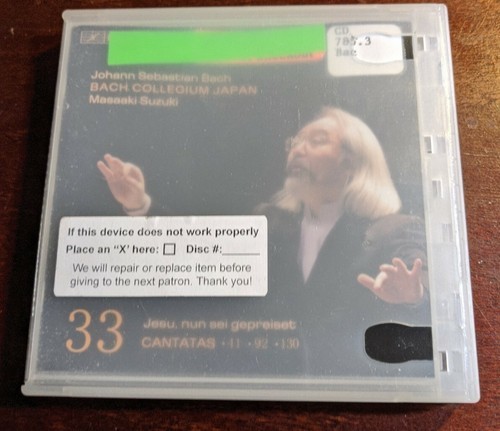 CD
785.3
Bac
Johann Sebastian Bach
BACH COLLEGIUM JAPAN
Masaaki Suzuki
If this device does not work properly
Place an "X' here: Disc #:______
We will repair or replace item before
giving to the next patron. Thank you!
33
Jesu, nun sei gepreiset
CANTATAS • 41 • 92 • 130